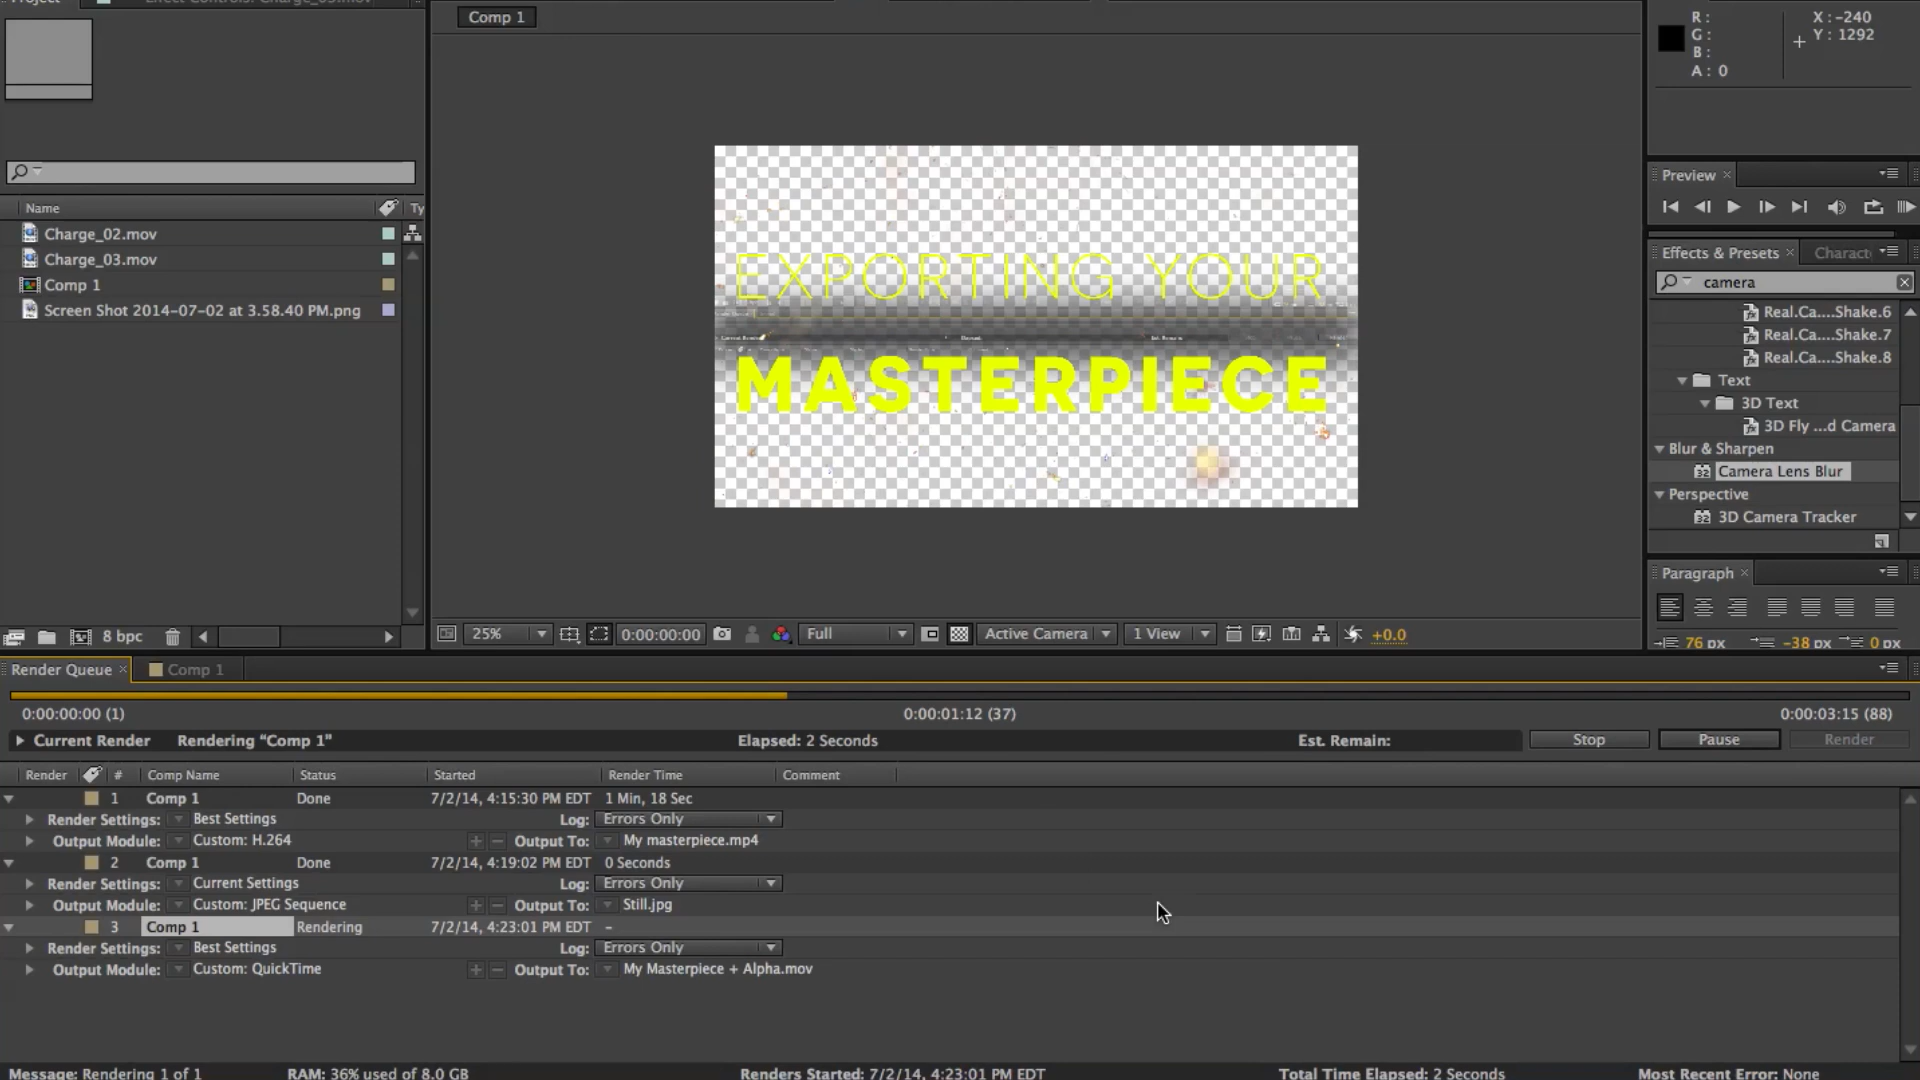 Project
Effect Controls: Charge_03.mov
Comp 1
R :
G :
B :
A : 0
X : -240
Y : 1292
Name
Ty
Charge_02.mov
Charge_03.mov
Comp 1
Screen Shot 2014-07-02 at 3.58.40 PM.png
8 bpc
EXPORTING YOUR
MASTERPIECE
25%
0:00:00:00
Full
Active Camera
1 View
+0.0
Preview
Effects & Presets
Charact
camera
Real.Ca....Shake.6
Real.Ca....Shake.7
Real.Ca....Shake.8
Text
3D Text
3D Fly ...d Camera
Blur & Sharpen
32 Camera Lens Blur
Perspective
32 3D Camera Tracker
Paragraph
76 px
-38 px
0 px
Render Queue
Comp 1
0:00:00:00 (1)
0:00:01:12 (37)
0:00:03:15 (88)
Current Render
Rendering "Comp 1"
Elapsed: 2 Seconds
Est. Remain:
Stop
Pause
Render
Render # Comp Name Status Started Render Time Comment
1 Comp 1 Done 7/2/14, 4:15:30 PM EDT 1 Min, 18 Sec
Render Settings: Best Settings Log: Errors Only
Output Module: Custom: H.264 + − Output To: My masterpiece.mp4
2 Comp 1 Done 7/2/14, 4:19:02 PM EDT 0 Seconds
Render Settings: Current Settings Log: Errors Only
Output Module: Custom: JPEG Sequence + − Output To: Still.jpg
3 Comp 1 Rendering 7/2/14, 4:23:01 PM EDT –
Render Settings: Best Settings Log: Errors Only
Output Module: Custom: QuickTime + − Output To: My Masterpiece + Alpha.mov
Message: Rendering 1 of 1
RAM: 36% used of 8.0 GB
Renders Started: 7/2/14, 4:23:01 PM EDT
Total Time Elapsed: 2 Seconds
Most Recent Error: None